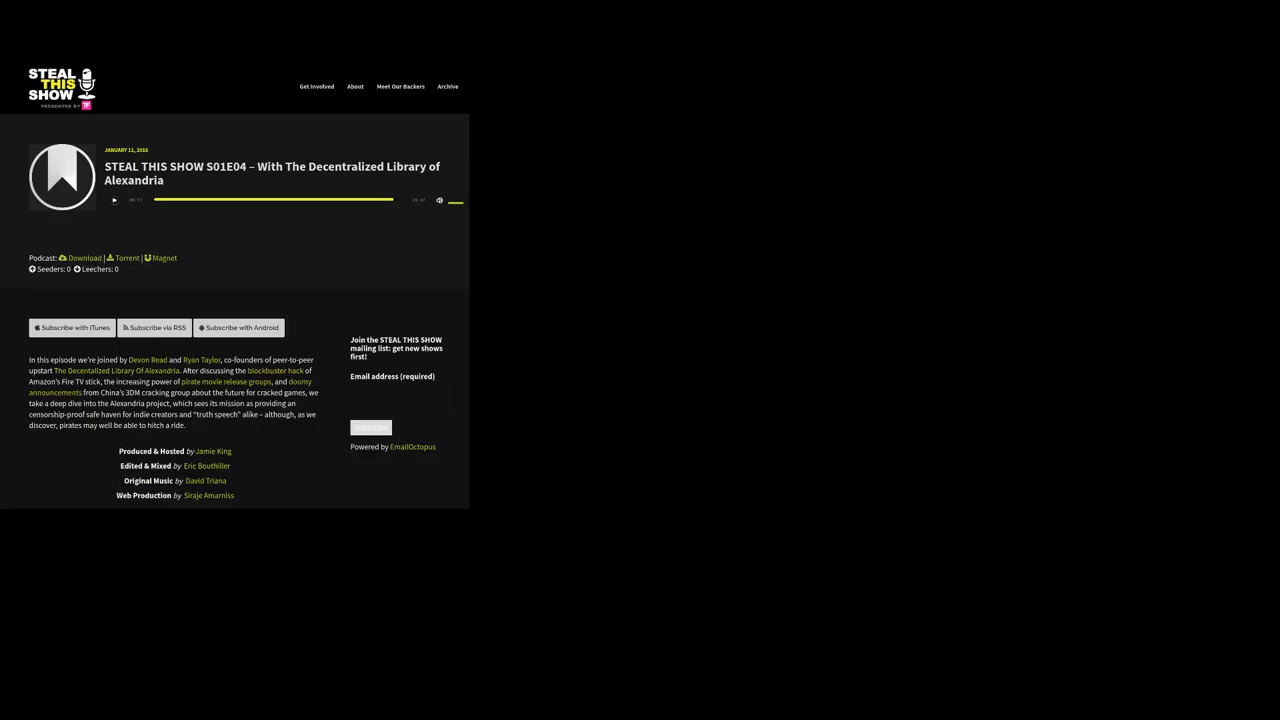 STEAL
THIS
SHOW
PRESENTED BY TF
Get Involved About Meet Our Backers Archive
JANUARY 11, 2016
STEAL THIS SHOW S01E04 – With The Decentralized Library of
Alexandria
Podcast: Download | Torrent | Magnet
Seeders: 0 Leechers: 0
Subscribe with iTunes Subscribe via RSS Subscribe with Android
In this episode we're joined by Devon Read and Ryan Taylor, co-founders of peer-to-peer
upstart The Decentalized Library Of Alexandria. After discussing the blockbuster hack of
Amazon's Fire TV stick, the increasing power of pirate movie release groups, and doomy
announcements from China's 3DM cracking group about the future for cracked games, we
take a deep dive into the Alexandria project, which sees its mission as providing an
censorship-proof safe haven for indie creators and “truth speech” alike – although, as we
discover, pirates may well be able to hitch a ride.
Produced & Hosted by Jamie King
Edited & Mixed by Eric Bouthiller
Original Music by David Triana
Web Production by Siraje Amarniss
Join the STEAL THIS SHOW
mailing list: get new shows
first!
Email address (required)
Powered by EmailOctopus